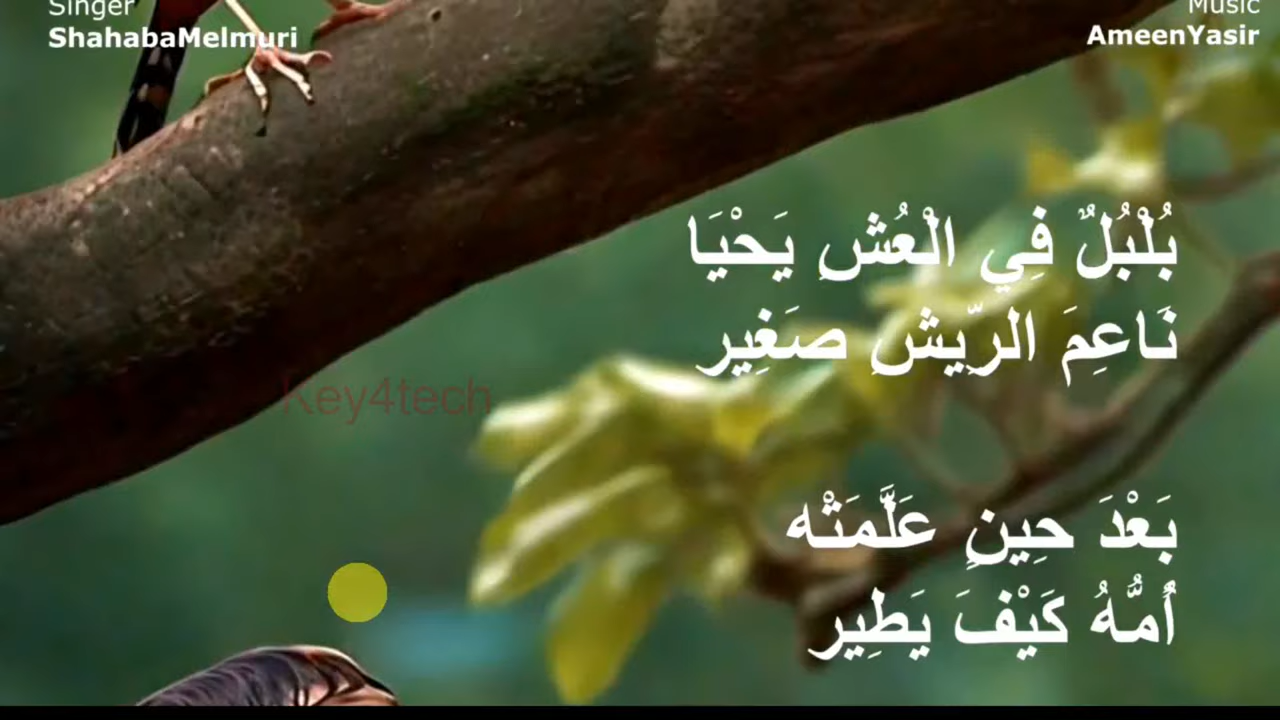 Singer
ShahabaMelmuri
Music
AmeenYasir
بُلْبُلٌ فِي الْعُشِ يَحْيَا
نَاعِمَ الرِّيشِ صَغِير
Key4tech
بَعْدَ حِينٍ عَلَّمَتْه
أُمُّهُ كَيْفَ يَطِير